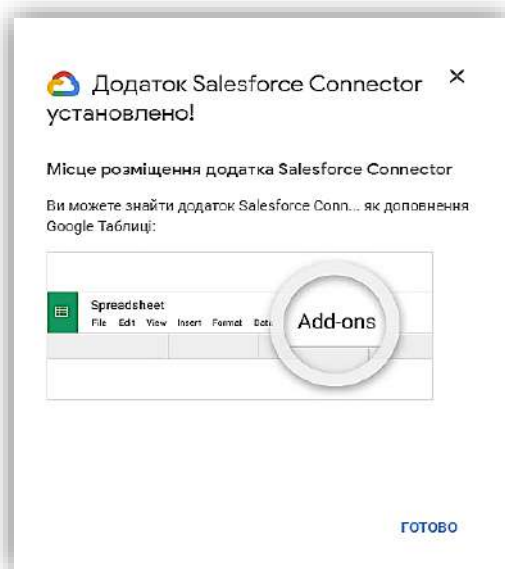 Додаток Salesforce Connector
установлено!
Місце розміщення додатка Salesforce Connector
Ви можете знайти додаток Salesforce Conn... як доповнення
Google Таблиці:
Spreadsheet
File Edit View Insert Format Data
Add-ons
ГОТОВО